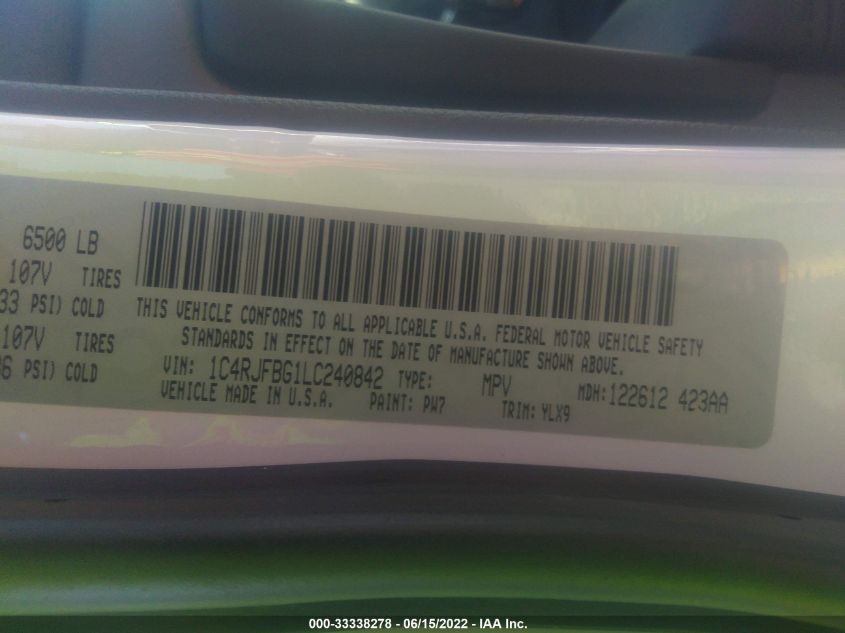 6500 LB
107V TIRES
33 PSI) COLD
107V TIRES
36 PSI) COLD
THIS VEHICLE CONFORMS TO ALL APPLICABLE U.S.A. FEDERAL MOTOR VEHICLE SAFETY
STANDARDS IN EFFECT ON THE DATE OF MANUFACTURE SHOWN ABOVE.
VIN: 1C4RJFBG1LC240842 TYPE: MPV MDH: 122612 423AA
VEHICLE MADE IN U.S.A. PAINT: PW7 TRIM: YLX9
000-33338278 - 06/15/2022 - IAA Inc.